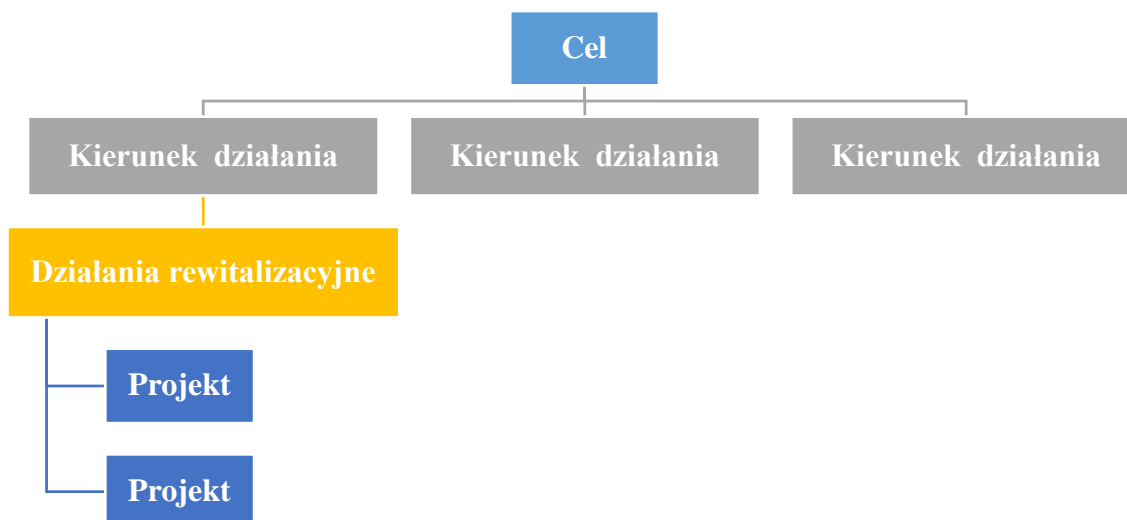 Cel
Kierunek działania
Kierunek działania
Kierunek działania
Działania rewitalizacyjne
Projekt
Projekt